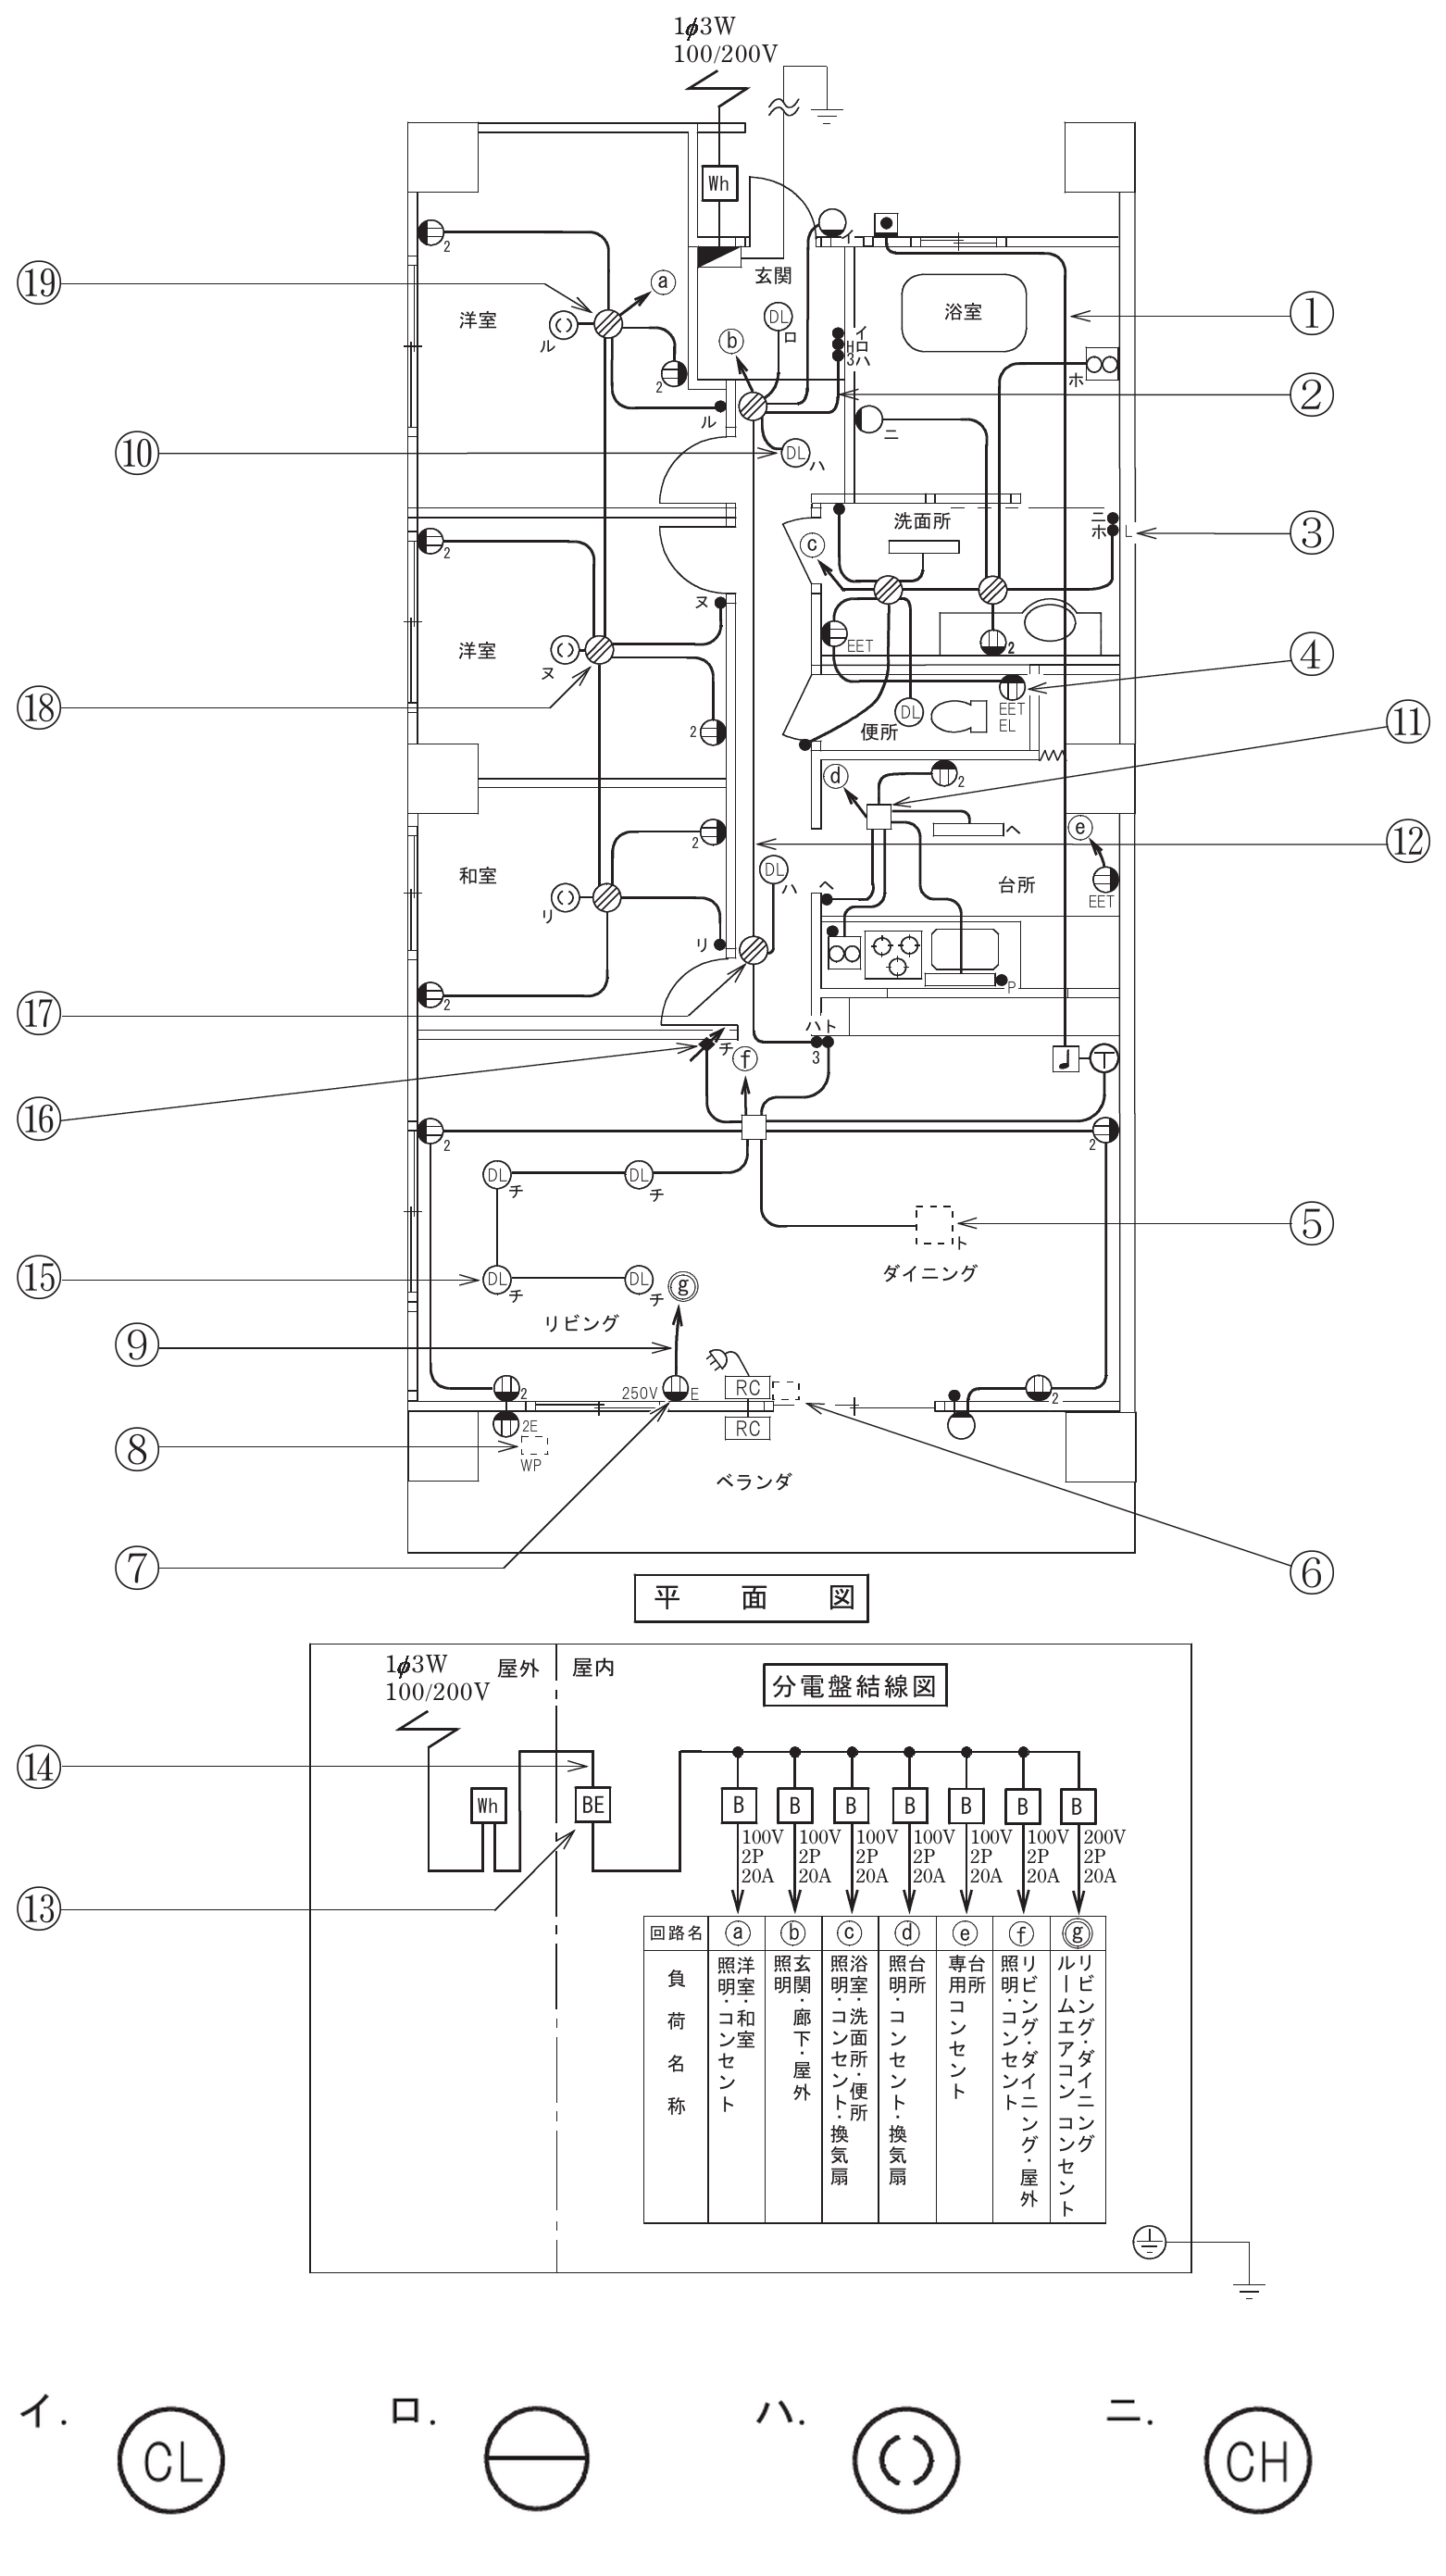 1φ3W
100/200V
Wh
イ
2
⑲
a
玄関
①
洋室
DL
ロ
浴室
イ
Hロ
3ハ
b
ル
ホ
2
②
ル
ニ
⑩
DL
ハ
洗面所
ニ
ホ
L
③
2
c
ヌ
EET
2
④
洋室
ヌ
⑱
DL
EET
EL
便所
⑪
2
d
2
2
ヘ
e
⑫
DL
ハ
和室
ヘ
台所
EET
リ
リ
P
2
⑰
ハト
3
チ
f
⑯
2
2
DL
チ
DL
チ
⑤
ト
ダイニング
⑮
DL
チ
DL
チ
g
リビング
⑨
2
250V
E
RC
2
2E
RC
⑧
WP
ベランダ
⑦
⑥
平面図
1φ3W
100/200V
屋外
屋内
分電盤結線図
⑭
Wh
BE
B
B
B
B
B
B
B
100V
2P
20A
100V
2P
20A
100V
2P
20A
100V
2P
20A
100V
2P
20A
100V
2P
20A
200V
2P
20A
⑬
回路名
a
b
c
d
e
f
g
負荷名称
洋室・和室
照明・コンセント
玄関・廊下・屋外
照明
浴室・洗面所・便所
照明・コンセント・換気扇
台所
照明・コンセント・換気扇
台所
専用コンセント
リビング・ダイニング・屋外
照明・コンセント
リビング・ダイニング
ルームエアコン コンセント
イ.
CL
ロ.
ハ.
ニ.
CH